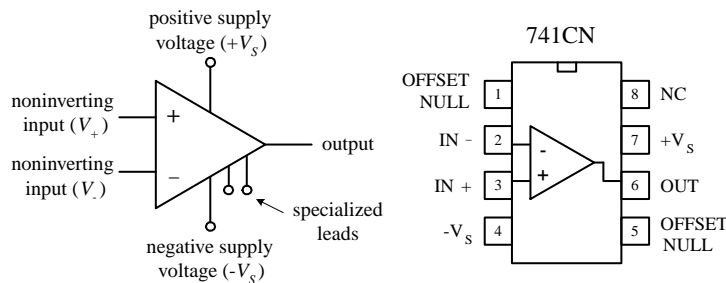 positive supply
voltage (+V_S)
noninverting
input (V_+)
noninverting
input (V_-)
+
−
output
specialized
leads
negative supply
voltage (-V_S)
741CN
OFFSET
NULL
1
8
NC
IN -
2
7
+V_S
IN +
3
6
OUT
-V_S
4
5
OFFSET
NULL
-
+